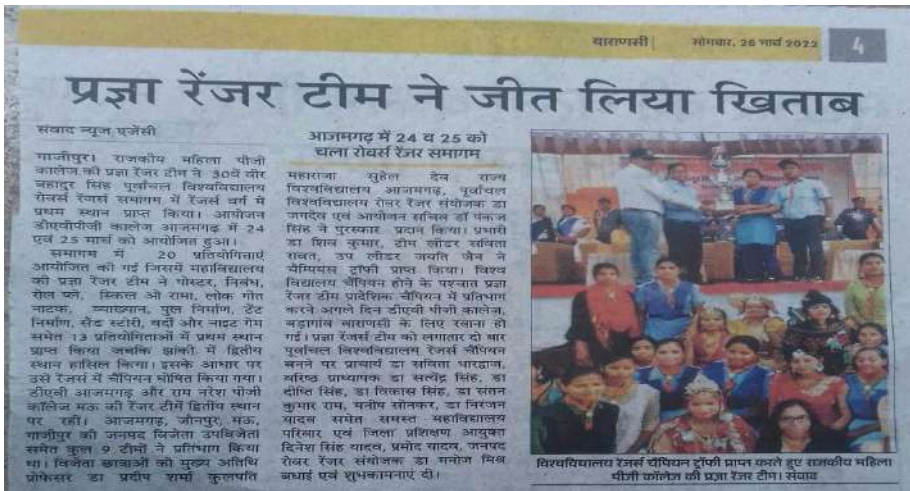 वाराणसी | सोमवार, 28 मार्च 2022 4
प्रज्ञा रेंजर टीम ने जीत लिया खिताब
संवाद न्यूज एजेंसी
गाजीपुर। राजकीय महिला पीजी
कालेज की प्रज्ञा रेंजर टीम ने 30वें वीर
बहादुर सिंह पूर्वांचल विश्वविद्यालय
रोवर्स रेंजर्स समागम में रेंजर्स वर्ग में
प्रथम स्थान प्राप्त किया। आयोजन
डीएवीपीजी कालेज आजमगढ़ में 24
एवं 25 मार्च को आयोजित हुआ।
समागम में 20 प्रतियोगिताएं
आयोजित की गई जिसमें महाविद्यालय
की प्रज्ञा रेंजर टीम ने पोस्टर, निबंध,
रोल प्ले, स्किल ओ रामा, लोक गीत
नाटक, व्याख्यान, पुल निर्माण, टेंट
निर्माण, सैंड स्टोरी, वर्दी और नाइट गेम
समेत 13 प्रतियोगिताओं में प्रथम स्थान
प्राप्त किया जबकि झांकी में द्वितीय
स्थान हासिल किया। इसके आधार पर
उसे रेंजर्स में चैंपियन घोषित किया गया।
डीएवी आजमगढ़ और राम नरेश पीजी
कॉलेज मऊ की रेंजर टीमें द्वितीय स्थान
पर रहीं। आजमगढ़, जौनपुर, मऊ,
गाजीपुर की जनपद विजेता उपविजेता
समेत कुल 9 टीमों ने प्रतिभाग किया
था। विजेता छात्राओं को मुख्य अतिथि
प्रोफेसर डा प्रदीप शर्मा कुलपति
आजमगढ़ में 24 व 25 को
चला रोवर्स रेंजर समागम
महाराजा सुहेल देव राज्य
विश्वविद्यालय आजमगढ़, पूर्वांचल
विश्वविद्यालय रोवर रेंजर संयोजक डा
जगदेव एवं आयोजन सचिव डॉ पंकज
सिंह ने पुरस्कार प्रदान किया। प्रभारी
डा शिव कुमार, टीम लीडर सविता
रावत, उप लीडर जयति जैन ने
चैम्पियंस ट्रॉफी प्राप्त किया। विश्व
विद्यालय चैंपियन होने के पश्चात प्रज्ञा
रेंजर टीम प्रादेशिक चैंपियन में प्रतिभाग
करने अगले दिन डीएवी पीजी कालेज,
बड़ागांव वाराणसी के लिए रवाना हो
गई। प्रज्ञा रेंजर्स टीम को लगातार दो बार
पूर्वांचल विश्वविद्यालय रेंजर्स चैंपियन
बनने पर प्राचार्य डा सविता भारद्वाज,
वरिष्ठ प्राध्यापक डा सत्येंद्र सिंह, डा
दीप्ति सिंह, डा विकास सिंह, डा संतन
कुमार राम, मनीष सोनकर, डा निरंजन
यादव समेत समस्त महाविद्यालय
परिवार एवं जिला प्रशिक्षण आयुक्त
दिनेश सिंह यादव, प्रमोद यादव, जनपद
रोवर रेंजर संयोजक डा मनोज मिश्र
बधाई एवं शुभकामनाएं दी।
विश्वविद्यालय रेंजर्स चैंपियन ट्रॉफी प्राप्त करते हुए राजकीय महिला
पीजी कॉलेज की प्रज्ञा रेंजर टीम। संवाद